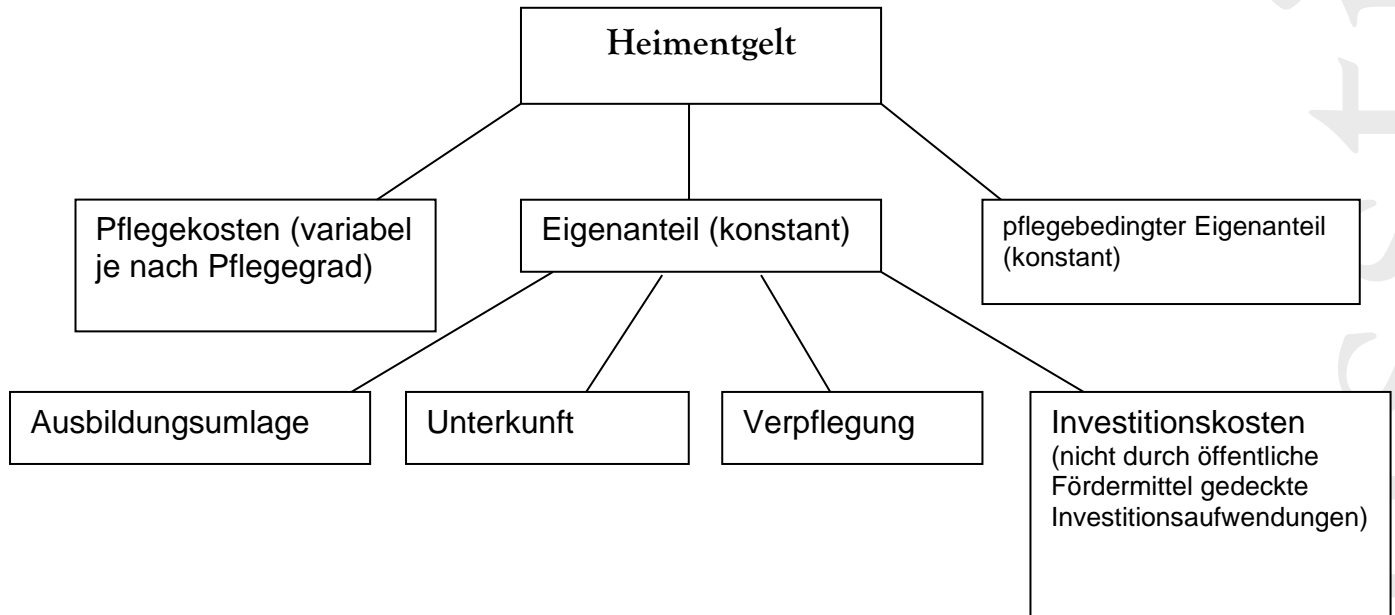 Heimentgelt
Pflegekosten (variabel
je nach Pflegegrad)
Eigenanteil (konstant)
pflegebedingter Eigenanteil
(konstant)
Ausbildungsumlage
Unterkunft
Verpflegung
Investitionskosten
(nicht durch öffentliche
Fördermittel gedeckte
Investitionsaufwendungen)